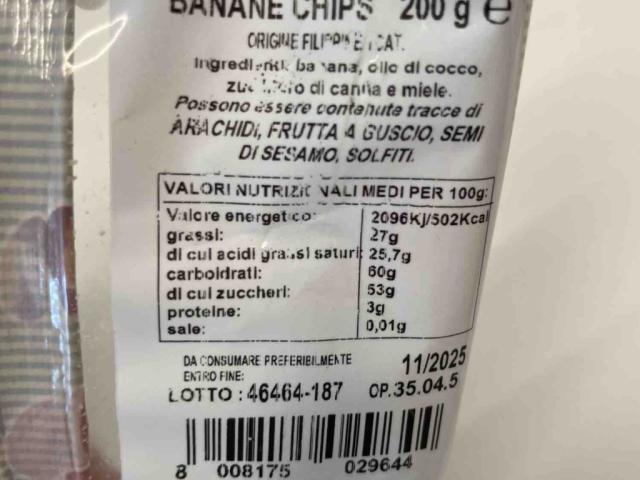 BANANE CHIPS 200 g e
ORIGINE FILIPPINE 1 CAT.
Ingredienti: banana, olio di cocco,
zucchero di canna e miele.
Possono essere contenute tracce di
ARACHIDI, FRUTTA A GUSCIO, SEMI
DI SESAMO, SOLFITI.
VALORI NUTRIZIONALI MEDI PER 100g:
Valore energetico: 2096Kj/502Kcal
grassi: 27g
di cui acidi grassi saturi: 25,7g
carboidrati: 60g
di cui zuccheri: 53g
proteine: 3g
sale: 0,01g
DA CONSUMARE PREFERIBILMENTE 11/2025
ENTRO FINE:
LOTTO : 46464-187 OP.35.04.5
8 008175 029644